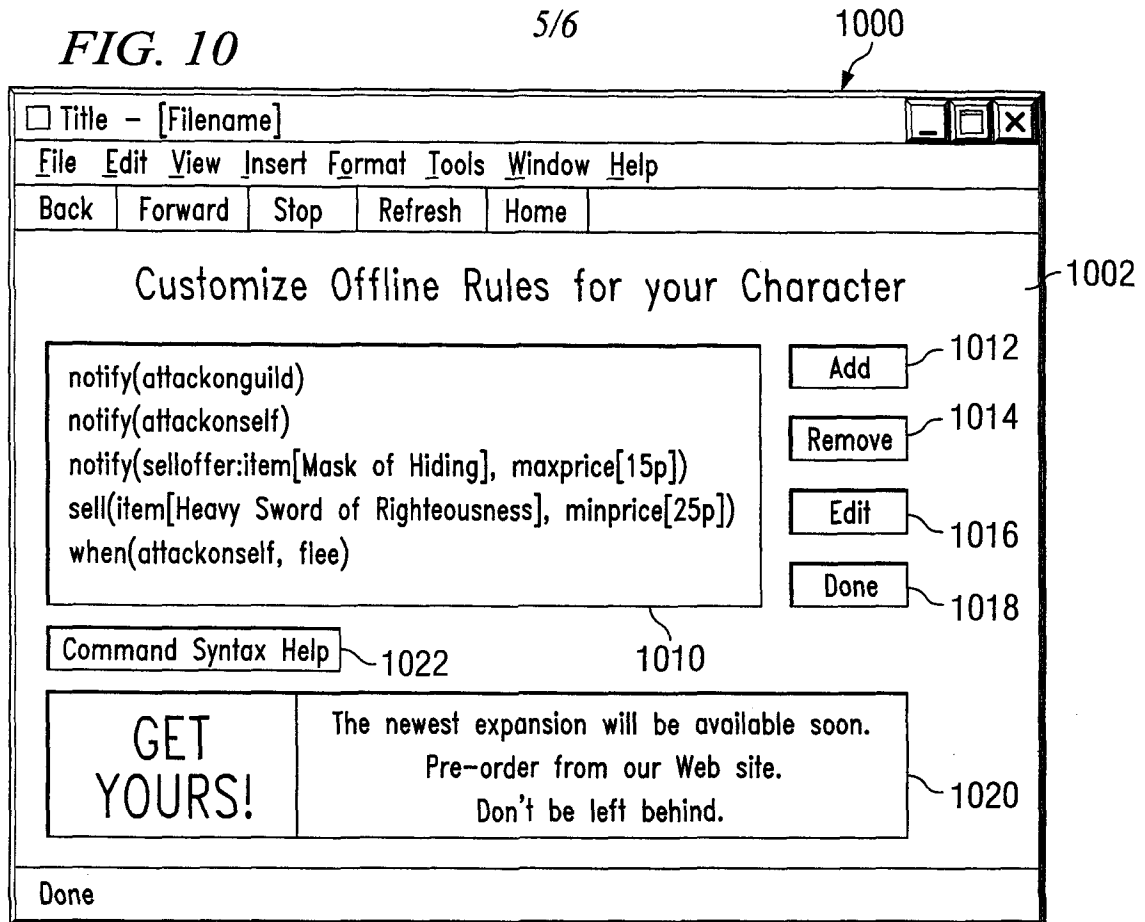 FIG. 10
5/6
1000
Title – [Filename]
File Edit View Insert Format Tools Window Help
Back Forward Stop Refresh Home
Customize Offline Rules for your Character
1002
notify(attackonguild)
notify(attackonself)
notify(selloffer:item[Mask of Hiding], maxprice[15p])
sell(item[Heavy Sword of Righteousness], minprice[25p])
when(attackonself, flee)
1010
Add
1012
Remove
1014
Edit
1016
Done
1018
Command Syntax Help
1022
GET
YOURS!
The newest expansion will be available soon.
Pre-order from our Web site.
Don't be left behind.
1020
Done